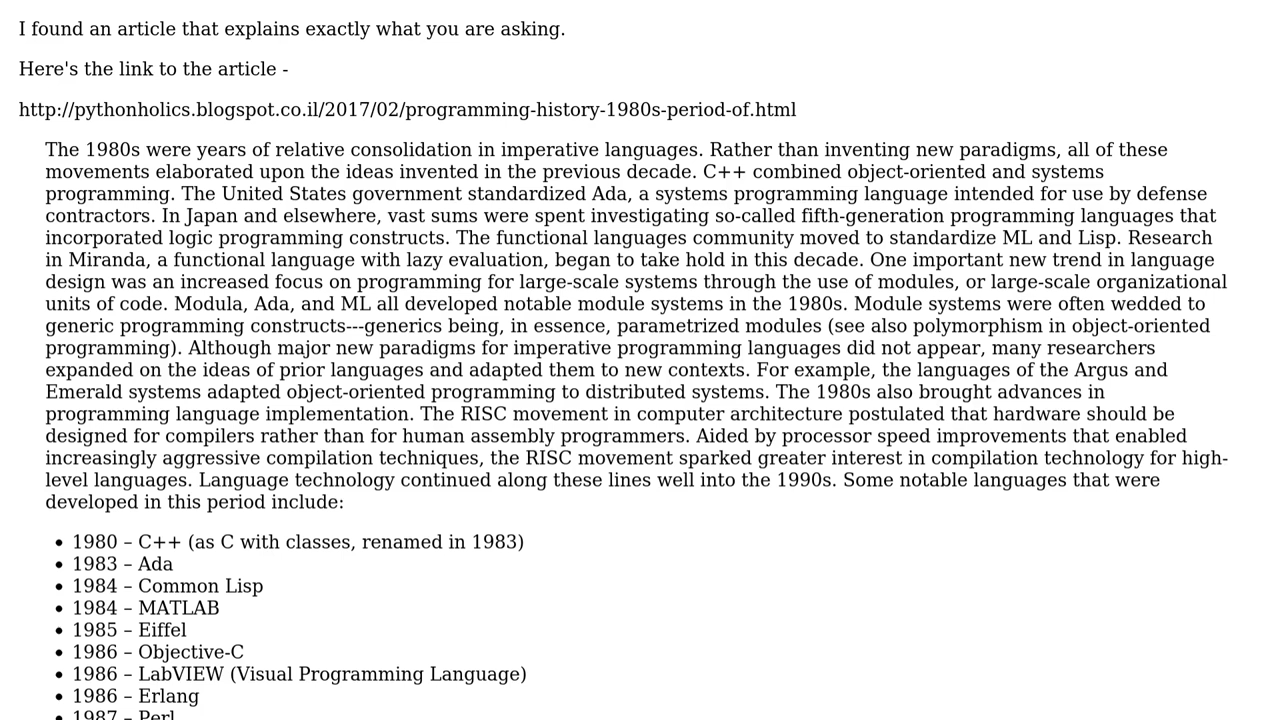 I found an article that explains exactly what you are asking.
Here's the link to the article -
http://pythonholics.blogspot.co.il/2017/02/programming-history-1980s-period-of.html
The 1980s were years of relative consolidation in imperative languages. Rather than inventing new paradigms, all of these
movements elaborated upon the ideas invented in the previous decade. C++ combined object-oriented and systems
programming. The United States government standardized Ada, a systems programming language intended for use by defense
contractors. In Japan and elsewhere, vast sums were spent investigating so-called fifth-generation programming languages that
incorporated logic programming constructs. The functional languages community moved to standardize ML and Lisp. Research
in Miranda, a functional language with lazy evaluation, began to take hold in this decade. One important new trend in language
design was an increased focus on programming for large-scale systems through the use of modules, or large-scale organizational
units of code. Modula, Ada, and ML all developed notable module systems in the 1980s. Module systems were often wedded to
generic programming constructs---generics being, in essence, parametrized modules (see also polymorphism in object-oriented
programming). Although major new paradigms for imperative programming languages did not appear, many researchers
expanded on the ideas of prior languages and adapted them to new contexts. For example, the languages of the Argus and
Emerald systems adapted object-oriented programming to distributed systems. The 1980s also brought advances in
programming language implementation. The RISC movement in computer architecture postulated that hardware should be
designed for compilers rather than for human assembly programmers. Aided by processor speed improvements that enabled
increasingly aggressive compilation techniques, the RISC movement sparked greater interest in compilation technology for high-
level languages. Language technology continued along these lines well into the 1990s. Some notable languages that were
developed in this period include:
• 1980 – C++ (as C with classes, renamed in 1983)
• 1983 – Ada
• 1984 – Common Lisp
• 1984 – MATLAB
• 1985 – Eiffel
• 1986 – Objective-C
• 1986 – LabVIEW (Visual Programming Language)
• 1986 – Erlang
• 1987 – Perl